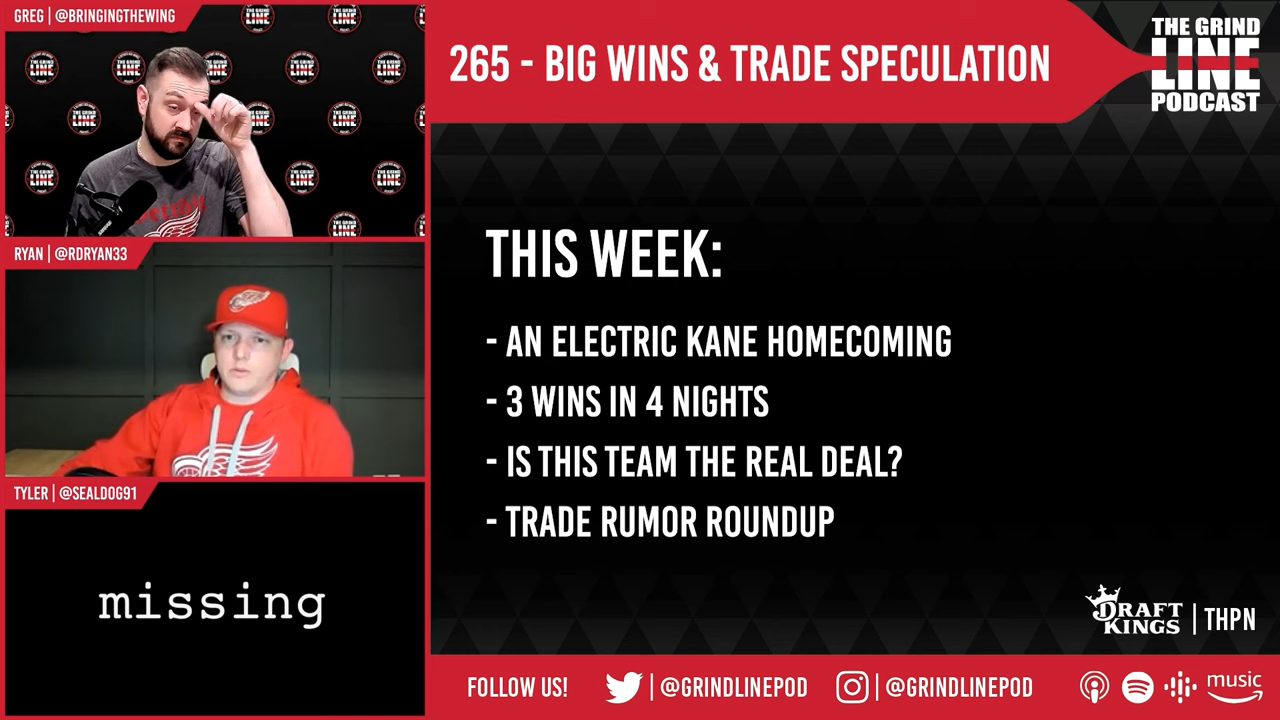 GREG | @BRINGINGTHEWING
265 - BIG WINS & TRADE SPECULATION
THE GRIND
LINE
PODCAST
RYAN | @RDRYAN33
TYLER | @SEALDOG91
missing
THIS WEEK:
- AN ELECTRIC KANE HOMECOMING
- 3 WINS IN 4 NIGHTS
- IS THIS TEAM THE REAL DEAL?
- TRADE RUMOR ROUNDUP
DRAFT
KINGS | THPN
FOLLOW US! | @GRINDLINEPOD | @GRINDLINEPOD music